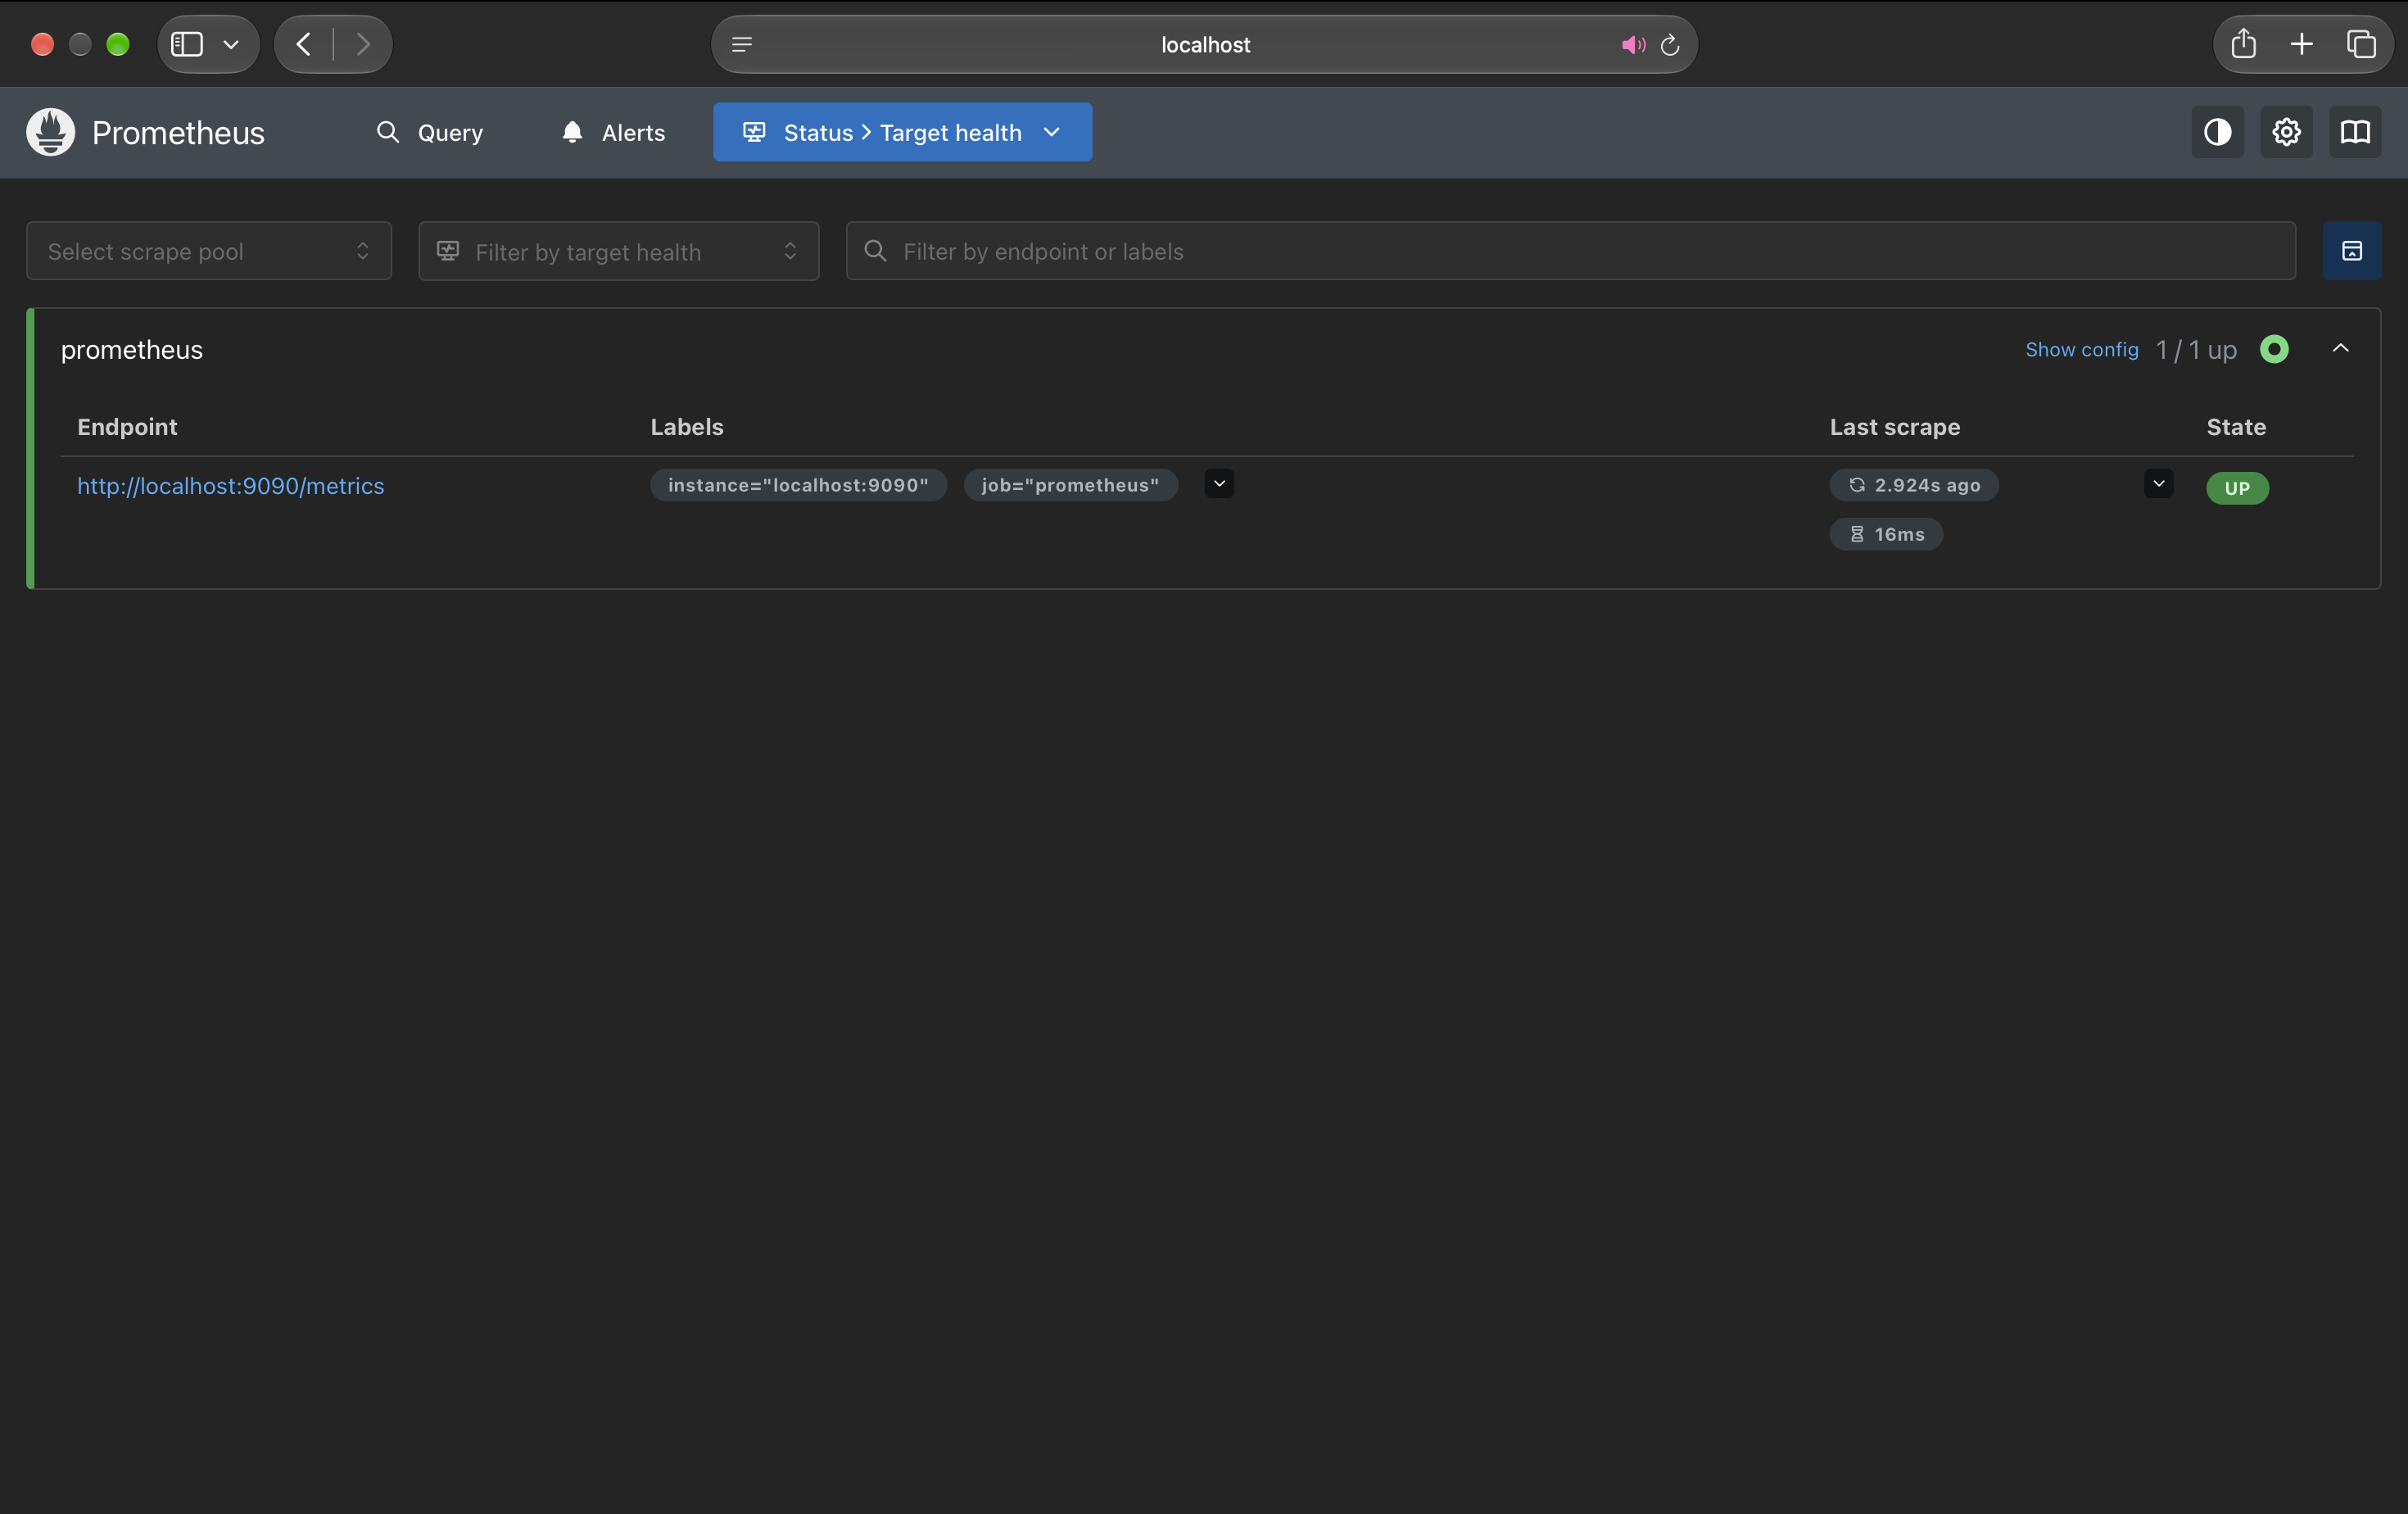 localhost
Prometheus
Query
Alerts
Status > Target health
Select scrape pool
Filter by target health
Filter by endpoint or labels
prometheus
Show config
1 / 1 up
Endpoint Labels Last scrape State
http://localhost:9090/metrics instance="localhost:9090" job="prometheus" 2.924s ago UP
16ms